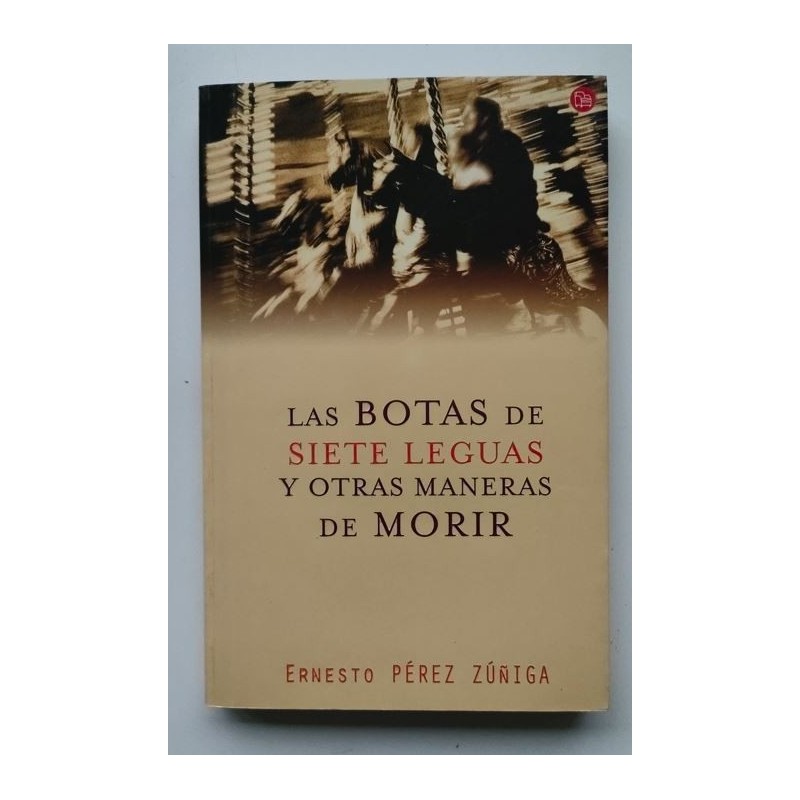 LAS BOTAS DE
SIETE LEGUAS
Y OTRAS MANERAS
DE MORIR
ERNESTO PÉREZ ZÚÑIGA